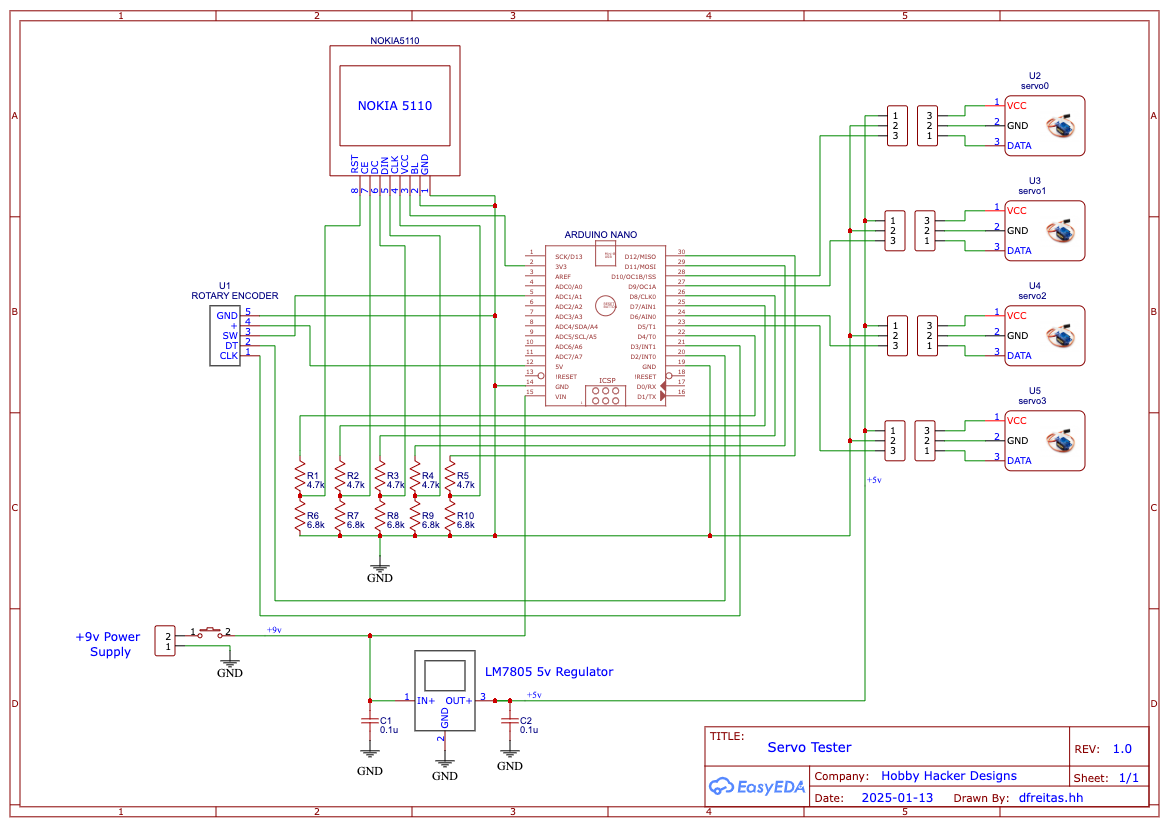 1 2 3 4 5
A
B
C
D
NOKIA5110
NOKIA 5110
RST CE DC DIN CLK VCC BL GND
8 7 6 5 4 3 2 1
U1
ROTARY ENCODER
GND 5
+ 4
SW 3
DT 2
CLK 1
ARDUINO NANO
1 SCK/D13
2 3V3
3 AREF
4 ADC0/A0
5 ADC1/A1
6 ADC2/A2
7 ADC3/A3
8 ADC4/SDA/A4
9 ADC5/SCL/A5
10 ADC6/A6
11 ADC7/A7
12 5V
13 !RESET
14 GND
15 VIN
D12/MISO 30
D11/MOSI 29
D10/OC1B/!SS 28
D9/OC1A 27
D8/CLK0 26
D7/AIN1 25
D6/AIN0 24
D5/T1 23
D4/T0 22
D3/INT1 21
D2/INT0 20
GND 19
!RESET 18
D0/RX 17
D1/TX 16
ICSP
1
U2
servo0
1 VCC
2 GND
3 DATA
1 3
2 2
3 1
U3
servo1
1 VCC
2 GND
3 DATA
1 3
2 2
3 1
U4
servo2
1 VCC
2 GND
3 DATA
1 3
2 2
3 1
U5
servo3
1 VCC
2 GND
3 DATA
1 3
2 2
3 1
+5v
R1
4.7k
R2
4.7k
R3
4.7k
R4
4.7k
R5
4.7k
R6
6.8k
R7
6.8k
R8
6.8k
R9
6.8k
R10
6.8k
GND
+9v Power
Supply
2
1
1 2
+9v
GND
LM7805 5v Regulator
1 IN+ OUT+ 3
GND
2
+5v
C1
0.1u
C2
0.1u
GND
GND
GND
TITLE:
Servo Tester
REV: 1.0
EasyEDA
Company: Hobby Hacker Designs
Sheet: 1/1
Date: 2025-01-13 Drawn By: dfreitas.hh
A
B
C
D
1 2 3 4 5